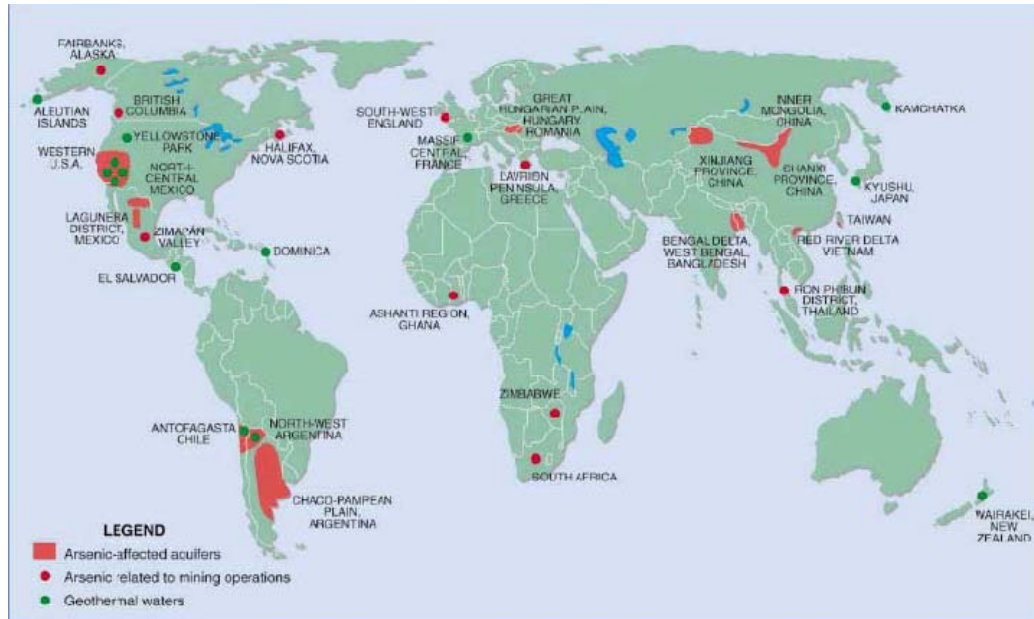 FAIRBANKS,
ALASKA
ALEUTIAN
ISLANDS
BRITISH
COLUMBIA
YELLOWSTONE
PARK
WESTERN
U.S.A.
NORTH-
CENTRAL
MEXICO
HALIFAX,
NOVA SCOTIA
LAGUNERA
DISTRICT,
MEXICO
ZIMAPAN
VALLEY
EL SALVADOR
DOMINICA
SOUTH-WEST
ENGLAND
GREAT
HUNGARIAN PLAIN,
HUNGARY
ROMANIA
MASSIF
CENTRAL,
FRANCE
LAVRION
PENINSULA,
GREECE
INNER
MONGOLIA,
CHINA
KAMCHATKA
XINJIANG
PROVINCE,
CHINA
SHANXI
PROVINCE,
CHINA
KYUSHU,
JAPAN
TAIWAN
BENGAL DELTA,
WEST BENGAL,
BANGLADESH
RED RIVER DELTA
VIETNAM
RON PHIBUN
DISTRICT,
THAILAND
ASHANTI REGION,
GHANA
ZIMBABWE
SOUTH AFRICA
ANTOFAGASTA
CHILE
NORTH-WEST
ARGENTINA
CHACO-PAMPEAN
PLAIN,
ARGENTINA
WAIRAKEI,
NEW
ZEALAND
LEGEND
Arsenic-affected acuifers
Arsenic related to mining operations
Geothermal waters